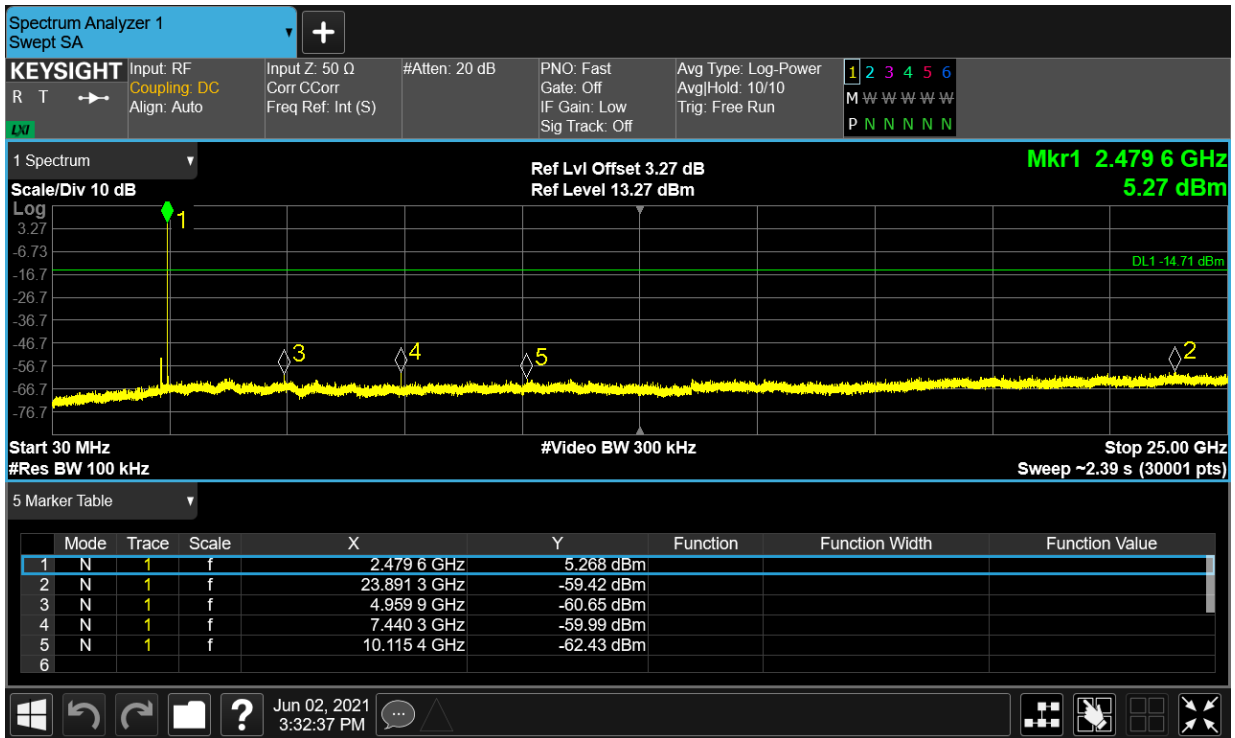 Spectrum Analyzer 1
Swept SA
+
KEYSIGHT
R T
LXI
Input: RF
Coupling: DC
Align: Auto
Input Z: 50 Ω
Corr CCorr
Freq Ref: Int (S)
#Atten: 20 dB
PNO: Fast
Gate: Off
IF Gain: Low
Sig Track: Off
Avg Type: Log-Power
Avg|Hold: 10/10
Trig: Free Run
1 2 3 4 5 6
M W W W W W
P N N N N N
1 Spectrum
Scale/Div 10 dB
Ref Lvl Offset 3.27 dB
Ref Level 13.27 dBm
Mkr1 2.479 6 GHz
5.27 dBm
Log
3.27
-6.73
-16.7
-26.7
-36.7
-46.7
-56.7
-66.7
-76.7
1
3
4
5
2
DL1 -14.71 dBm
Start 30 MHz
#Video BW 300 kHz
Stop 25.00 GHz
#Res BW 100 kHz
Sweep ~2.39 s (30001 pts)
5 Marker Table
Mode Trace Scale X Y Function Function Width Function Value
1 N 1 f 2.479 6 GHz 5.268 dBm
2 N 1 f 23.891 3 GHz -59.42 dBm
3 N 1 f 4.959 9 GHz -60.65 dBm
4 N 1 f 7.440 3 GHz -59.99 dBm
5 N 1 f 10.115 4 GHz -62.43 dBm
6
?
Jun 02, 2021
3:32:37 PM